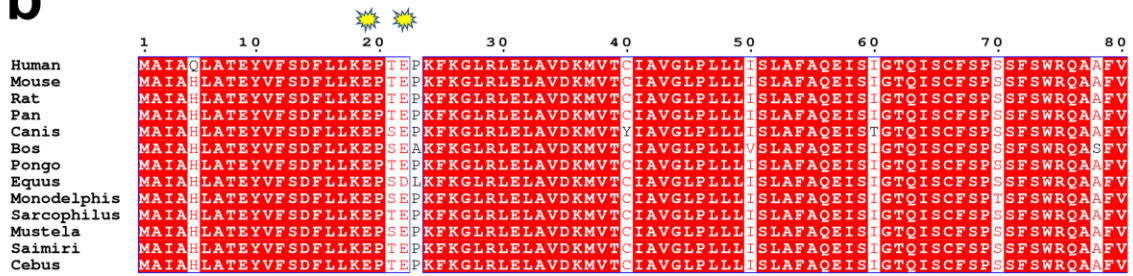 b
1 10 20 30 40 50 60 70 80
Human MAIAQLATEYVFSDFLLKEPTEPKFKGLRLELAVDKMVTCIAVGLPLLLISLAFAQEISIGTQISCFSPSSFSWRQAAFV
Mouse MAIAHLATEYVFSDFLLKEPTEPKFKGLRLELAVDKMVTCIAVGLPLLLISLAFAQEISIGTQISCFSPSSFSWRQAAFV
Rat MAIAHLATEYVFSDFLLKEPTEPKFKGLRLELAVDKMVTCIAVGLPLLLISLAFAQEISIGTQISCFSPSSFSWRQAAFV
Pan MAIAHLATEYVFSDFLLKEPTEPKFKGLRLELAVDKMVTCIAVGLPLLLISLAFAQEISIGTQISCFSPSSFSWRQAAFV
Canis MAIAHLATEYVFSDFLLKEPSEPKFKGLRLELAVDKMVTYIAVGLPLLLISLAFAQEISTGTQISCFSPSSFSWRQAAFV
Bos MAIAHLATEYVFSDFLLKEPSEAKFKGLRLELAVDKMVTCIAVGLPLLLVSLAFAQEISIGTQISCFSPSSFSWRQASFV
Pongo MAIAHLATEYVFSDFLLKEPTEPKFKGLRLELAVDKMVTCIAVGLPLLLISLAFAQEISIGTQISCFSPSSFSWRQAAFV
Equus MAIAHLATEYVFSDFLLKEPSDLKFKGLRLELAVDKMVTCIAVGLPLLLISLAFAQEISIGTQISCFSPSSFSWRQAAFV
Monodelphis MAIAHLATEYVFSDFLLKEPSEPKFKGLRLELAVDKMVTCIAVGLPLLLISLAFAQEISIGTQISCFSPTSFSWRQAAFV
Sarcophilus MAIAHLATEYVFSDFLLKEPTEPKFKGLRLELAVDKMVTCIAVGLPLLLISLAFAQEISIGTQISCFSPSSFSWRQAAFV
Mustela MAIAHLATEYVFSDFLLKEPSEPKFKGLRLELAVDKMVTCIAVGLPLLLISLAFAQEISIGTQISCFSPSSFSWRQAAFV
Saimiri MAIAHLATEYVFSDFLLKEPTEPKFKGLRLELAVDKMVTCIAVGLPLLLISLAFAQEISIGTQISCFSPSSFSWRQAAFV
Cebus MAIAHLATEYVFSDFLLKEPTEPKFKGLRLELAVDKMVTCIAVGLPLLLISLAFAQEISIGTQISCFSPSSFSWRQAAFV